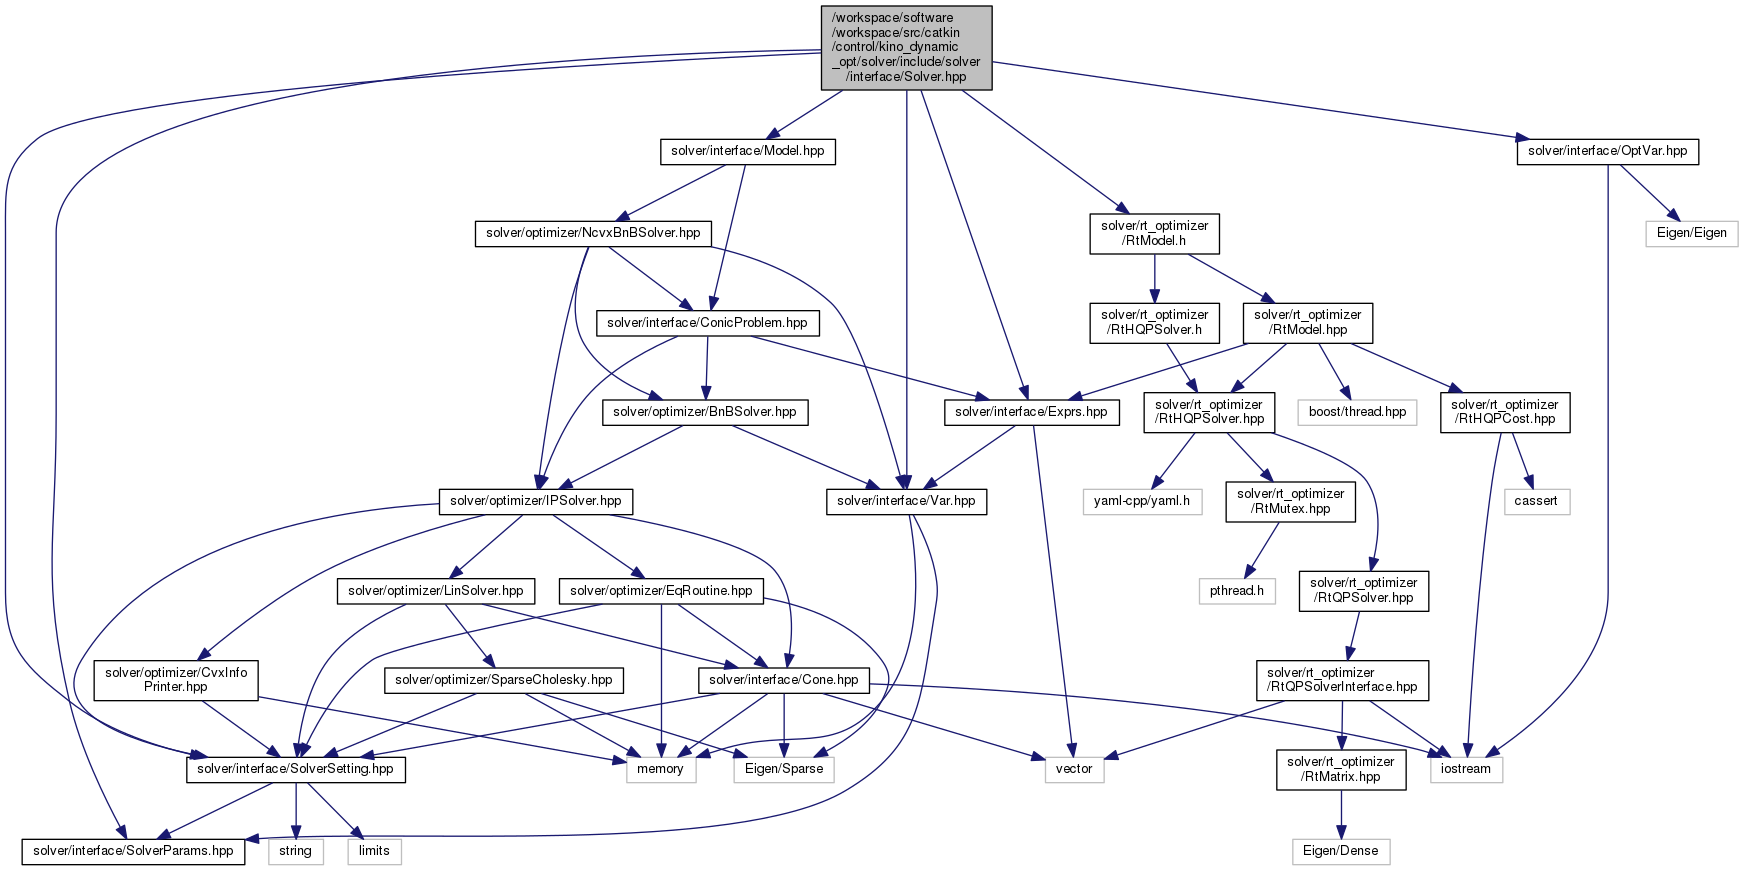 /workspace/software
/workspace/src/catkin
/control/kino_dynamic
_opt/solver/include/solver
/interface/Solver.hpp
solver/interface/Model.hpp
solver/interface/OptVar.hpp
solver/optimizer/NcvxBnBSolver.hpp
solver/rt_optimizer
/RtModel.h
Eigen/Eigen
solver/interface/ConicProblem.hpp
solver/rt_optimizer
/RtHQPSolver.h
solver/rt_optimizer
/RtModel.hpp
solver/optimizer/BnBSolver.hpp
solver/interface/Exprs.hpp
solver/rt_optimizer
/RtHQPSolver.hpp
boost/thread.hpp
solver/rt_optimizer
/RtHQPCost.hpp
solver/optimizer/IPSolver.hpp
solver/interface/Var.hpp
yaml-cpp/yaml.h
solver/rt_optimizer
/RtMutex.hpp
cassert
solver/optimizer/LinSolver.hpp
solver/optimizer/EqRoutine.hpp
pthread.h
solver/rt_optimizer
/RtQPSolver.hpp
solver/optimizer/CvxInfo
Printer.hpp
solver/optimizer/SparseCholesky.hpp
solver/interface/Cone.hpp
solver/rt_optimizer
/RtQPSolverInterface.hpp
solver/interface/SolverSetting.hpp
memory
Eigen/Sparse
vector
solver/rt_optimizer
/RtMatrix.hpp
iostream
solver/interface/SolverParams.hpp
string
limits
Eigen/Dense